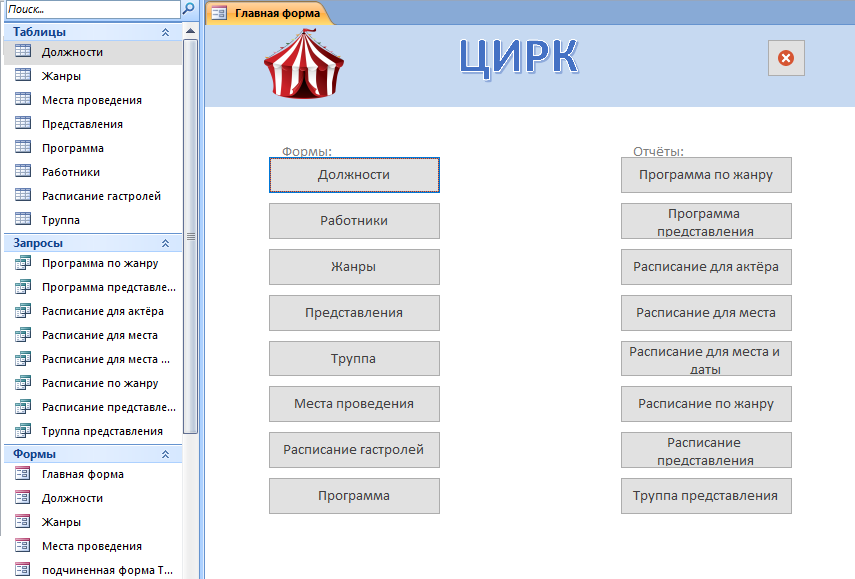 Поиск...
Таблицы
Должности
Жанры
Места проведения
Представления
Программа
Работники
Расписание гастролей
Труппа
Запросы
Программа по жанру
Программа представле...
Расписание для актёра
Расписание для места
Расписание для места ...
Расписание по жанру
Расписание представле...
Труппа представления
Формы
Главная форма
Должности
Жанры
Места проведения
подчиненная форма Т...
Главная форма
ЦИРК
Формы:
Должности
Работники
Жанры
Представления
Труппа
Места проведения
Расписание гастролей
Программа
Отчёты:
Программа по жанру
Программа
представления
Расписание для актёра
Расписание для места
Расписание для места и
даты
Расписание по жанру
Расписание
представления
Труппа представления